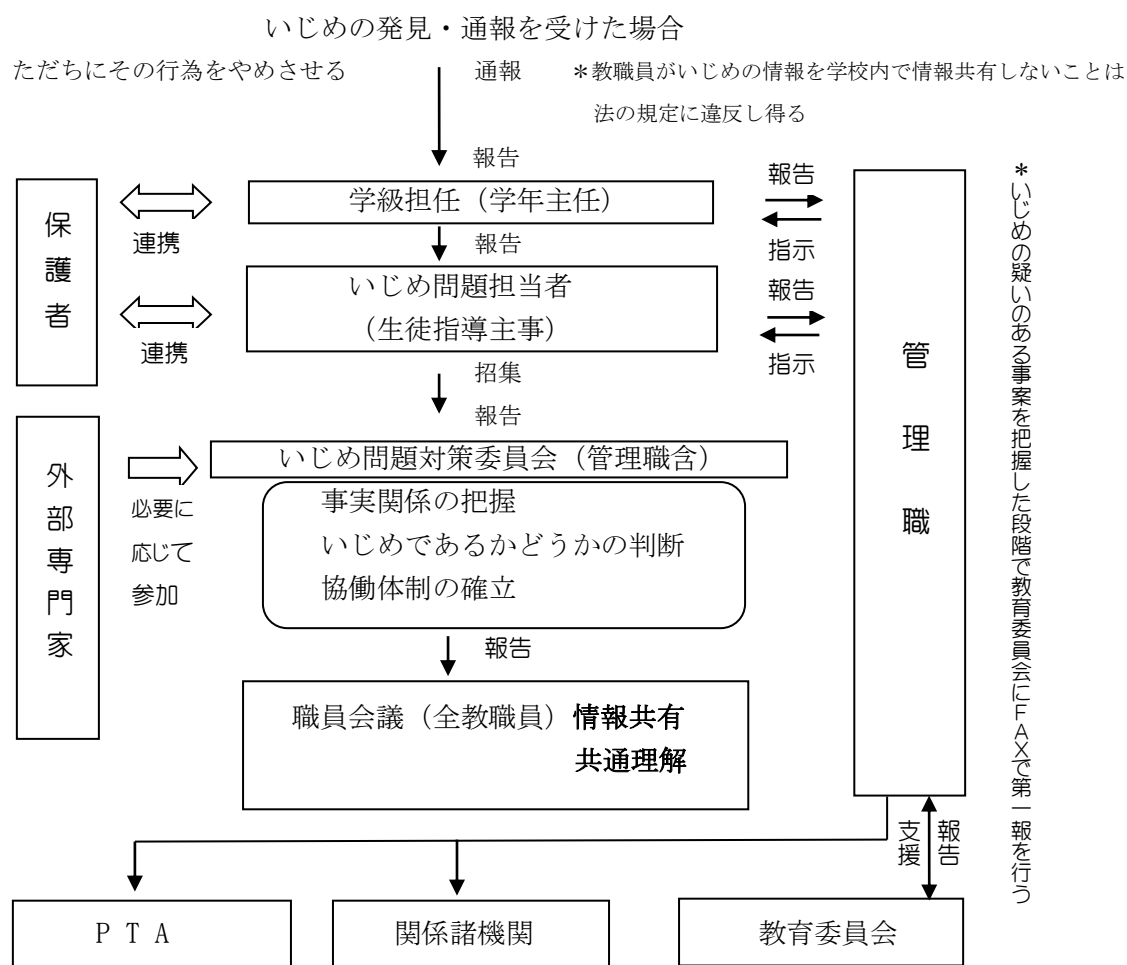 いじめの発見・通報を受けた場合
ただちにその行為をやめさせる
通報
＊教職員がいじめの情報を学校内で情報共有しないことは
法の規定に違反し得る
報告
学級担任（学年主任）
報告
指示
保護者
連携
報告
いじめ問題担当者
（生徒指導主事）
報告
指示
連携
招集
報告
管理職
＊いじめの疑いのある事案を把握した段階で教育委員会にＦＡＸで第一報を行う
いじめ問題対策委員会（管理職含）
外部専門家
必要に
応じて
参加
事実関係の把握
いじめであるかどうかの判断
協働体制の確立
報告
職員会議（全教職員）情報共有
共通理解
支援
報告
ＰＴＡ
関係諸機関
教育委員会